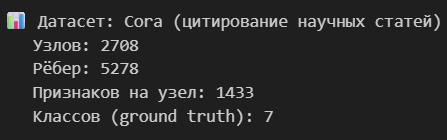 📊 Датасет: Cora (цитирование научных статей)
Узлов: 2708
Рёбер: 5278
Признаков на узел: 1433
Классов (ground truth): 7